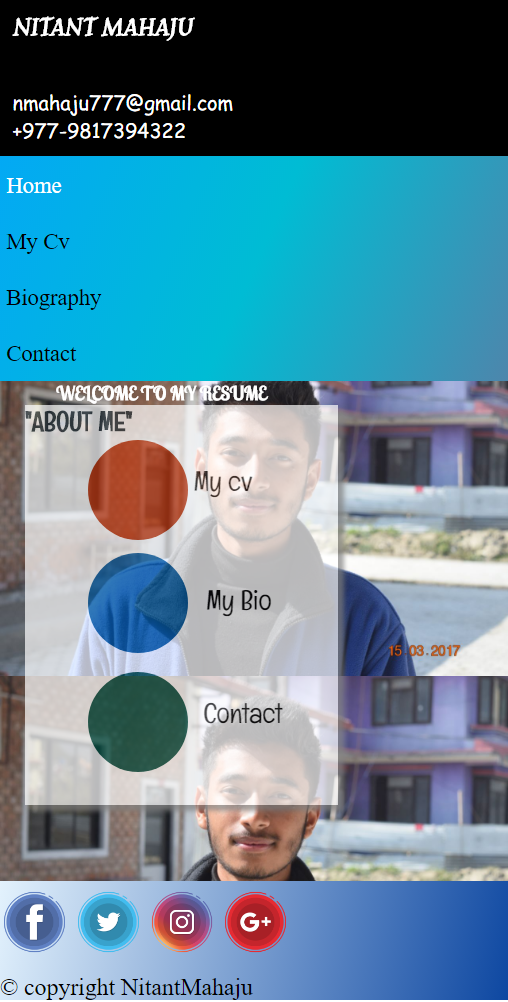 NITANT MAHAJU
nmahaju777@gmail.com
+977-9817394322
Home
My Cv
Biography
Contact
WELCOME TO MY RESUME
"ABOUT ME"
My cv
My Bio
15.03.2017
Contact
f
G+
© copyright NitantMahaju